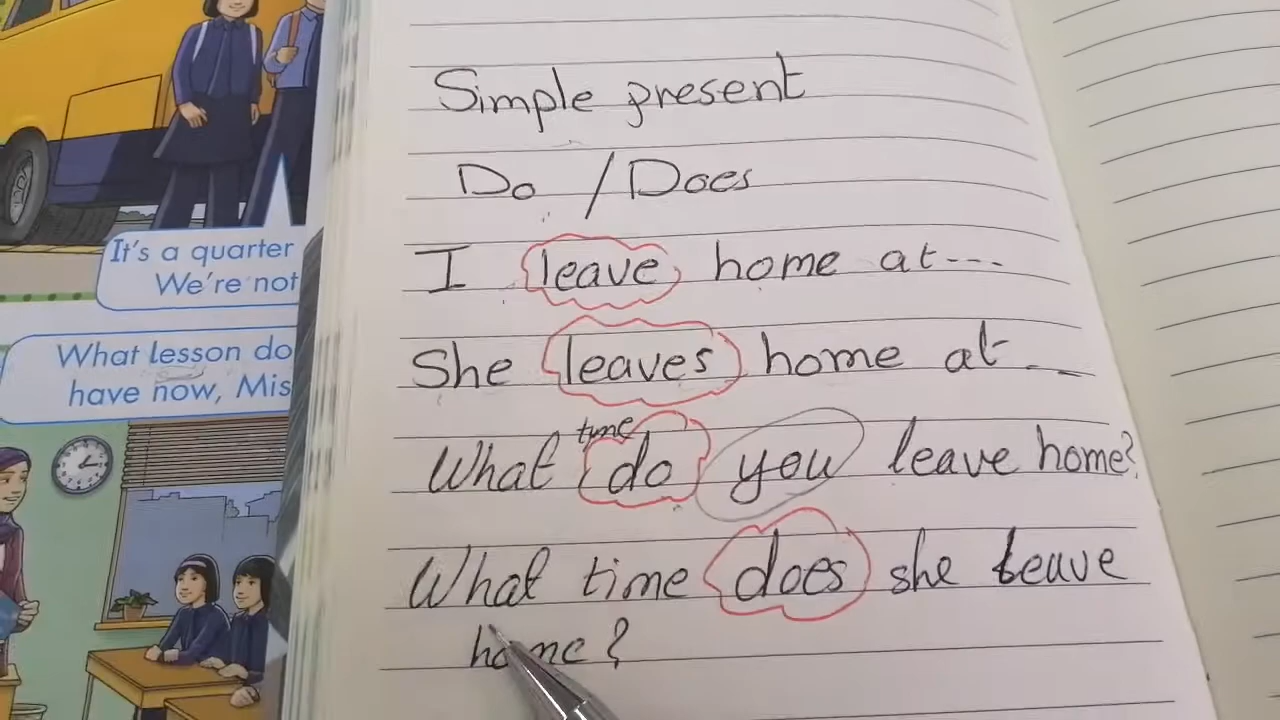 It's a quarter
We're not
What lesson do
have now, Mis
Simple present
Do / Does
I leave home at---
She leaves home at _ _
What time do you leave home?
What time does she leave
home?